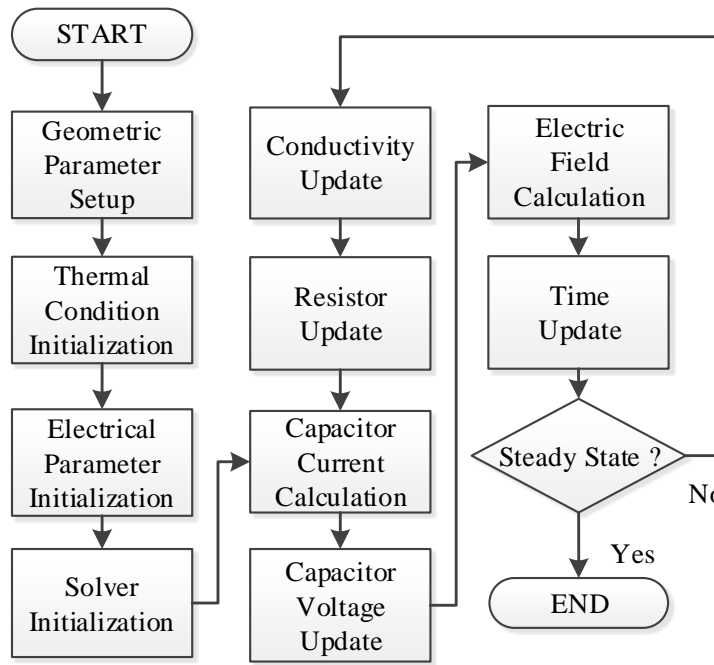 START
Geometric
Parameter
Setup
Thermal
Condition
Initialization
Electrical
Parameter
Initialization
Solver
Initialization
Conductivity
Update
Resistor
Update
Capacitor
Current
Calculation
Capacitor
Voltage
Update
Electric
Field
Calculation
Time
Update
Steady State ?
No
Yes
END